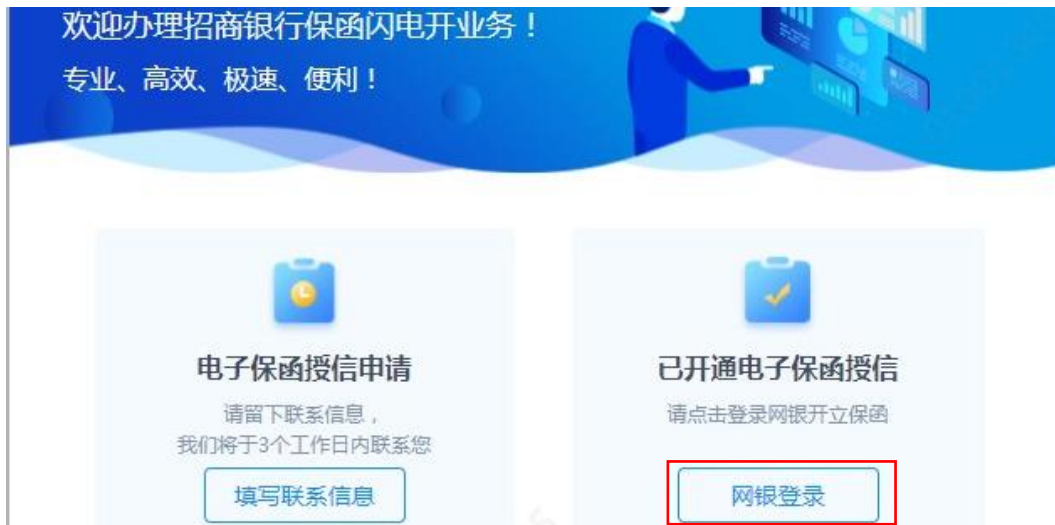 欢迎办理招商银行保函闪电开业务！
专业、高效、极速、便利！
电子保函授信申请
请留下联系信息，
我们将于3个工作日内联系您
填写联系信息
已开通电子保函授信
请点击登录网银开立保函
网银登录